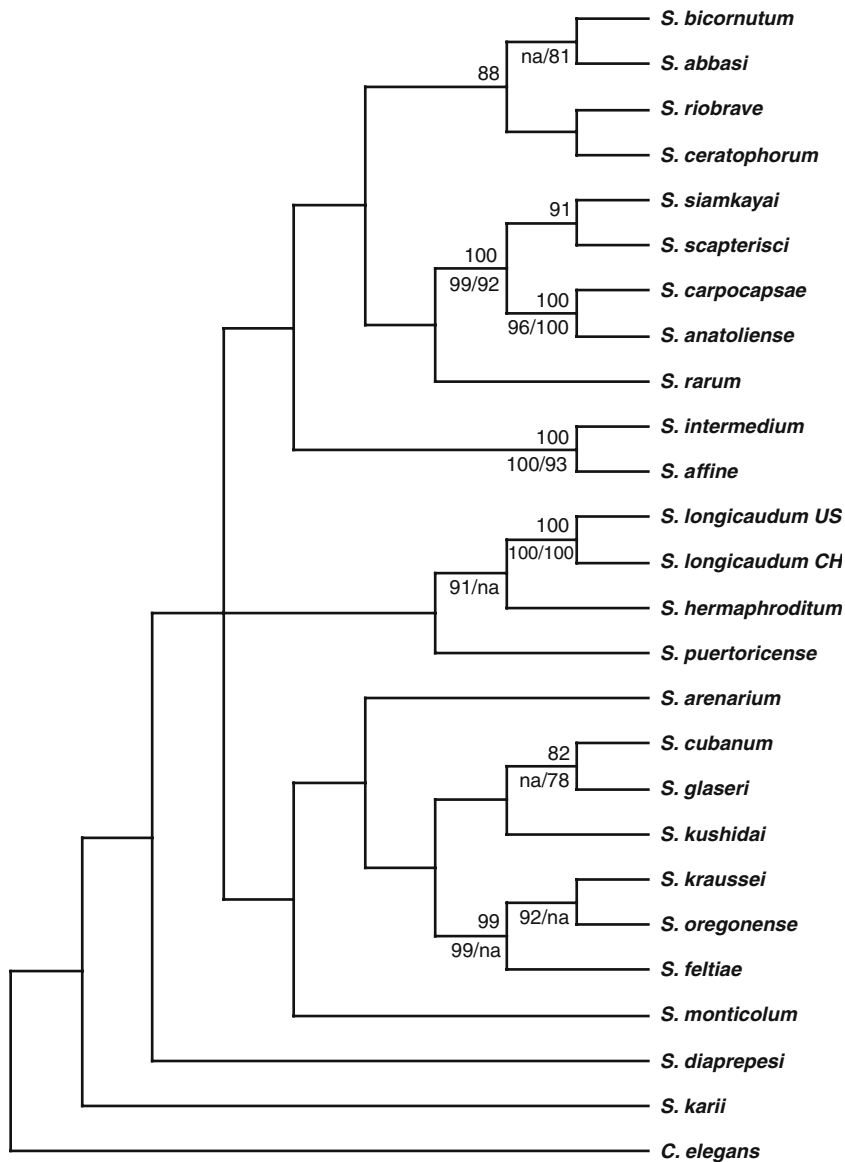 S. bicornutum
na/81
S. abbasi
88
S. riobrave
S. ceratophorum
S. siamkayai
91
S. scapterisci
100
99/92
S. carpocapsae
100
96/100
S. anatoliense
S. rarum
S. intermedium
100
100/93
S. affine
S. longicaudum US
100
100/100
S. longicaudum CH
91/na
S. hermaphroditum
S. puertoricense
S. arenarium
S. cubanum
82
na/78
S. glaseri
S. kushidai
S. kraussei
92/na
S. oregonense
99
99/na
S. feltiae
S. monticolum
S. diaprepesi
S. karii
C. elegans